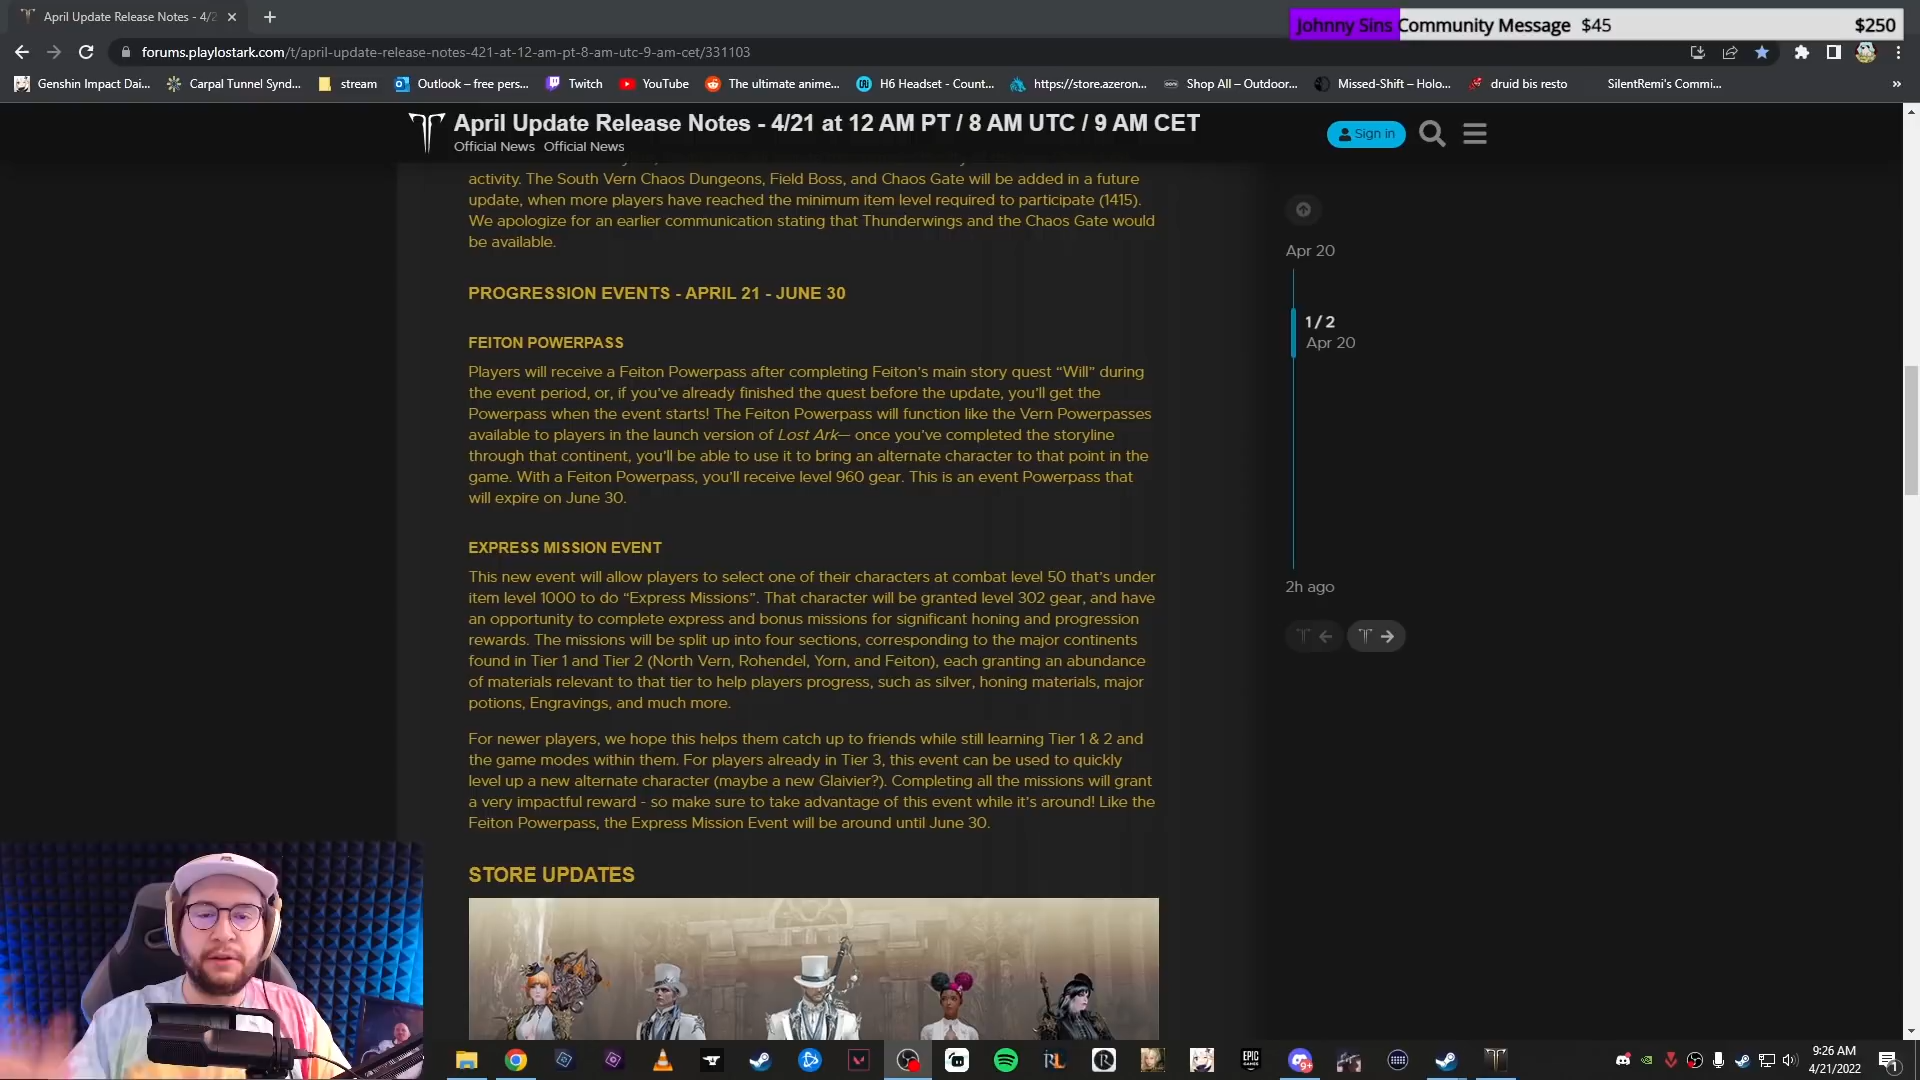 April Update Release Notes - 4/2
Johnny Sins Community Message $45 $250
forums.playlostark.com/t/april-update-release-notes-421-at-12-am-pt-8-am-utc-9-am-cet/331103
Genshin Impact Dai... Carpal Tunnel Synd... stream Outlook – free pers... Twitch YouTube The ultimate anime... H6 Headset - Count... https://store.azeron... Shop All – Outdoor... Missed-Shift – Holo... druid bis resto SilentRemi's Commi... »
April Update Release Notes - 4/21 at 12 AM PT / 8 AM UTC / 9 AM CET
Official News Official News
Sign in
activity. The South Vern Chaos Dungeons, Field Boss, and Chaos Gate will be added in a future
update, when more players have reached the minimum item level required to participate (1415).
We apologize for an earlier communication stating that Thunderwings and the Chaos Gate would
be available.
PROGRESSION EVENTS - APRIL 21 - JUNE 30
FEITON POWERPASS
Players will receive a Feiton Powerpass after completing Feiton's main story quest “Will” during
the event period, or, if you've already finished the quest before the update, you'll get the
Powerpass when the event starts! The Feiton Powerpass will function like the Vern Powerpasses
available to players in the launch version of Lost Ark— once you've completed the storyline
through that continent, you'll be able to use it to bring an alternate character to that point in the
game. With a Feiton Powerpass, you'll receive level 960 gear. This is an event Powerpass that
will expire on June 30.
EXPRESS MISSION EVENT
This new event will allow players to select one of their characters at combat level 50 that's under
item level 1000 to do “Express Missions”. That character will be granted level 302 gear, and have
an opportunity to complete express and bonus missions for significant honing and progression
rewards. The missions will be split up into four sections, corresponding to the major continents
found in Tier 1 and Tier 2 (North Vern, Rohendel, Yorn, and Feiton), each granting an abundance
of materials relevant to that tier to help players progress, such as silver, honing materials, major
potions, Engravings, and much more.
For newer players, we hope this helps them catch up to friends while still learning Tier 1 & 2 and
the game modes within them. For players already in Tier 3, this event can be used to quickly
level up a new alternate character (maybe a new Glaivier?). Completing all the missions will grant
a very impactful reward - so make sure to take advantage of this event while it's around! Like the
Feiton Powerpass, the Express Mission Event will be around until June 30.
STORE UPDATES
Apr 20
1 / 2
Apr 20
2h ago
EPIC
GAMES
RL
R
9+
9:26 AM
4/21/2022
1